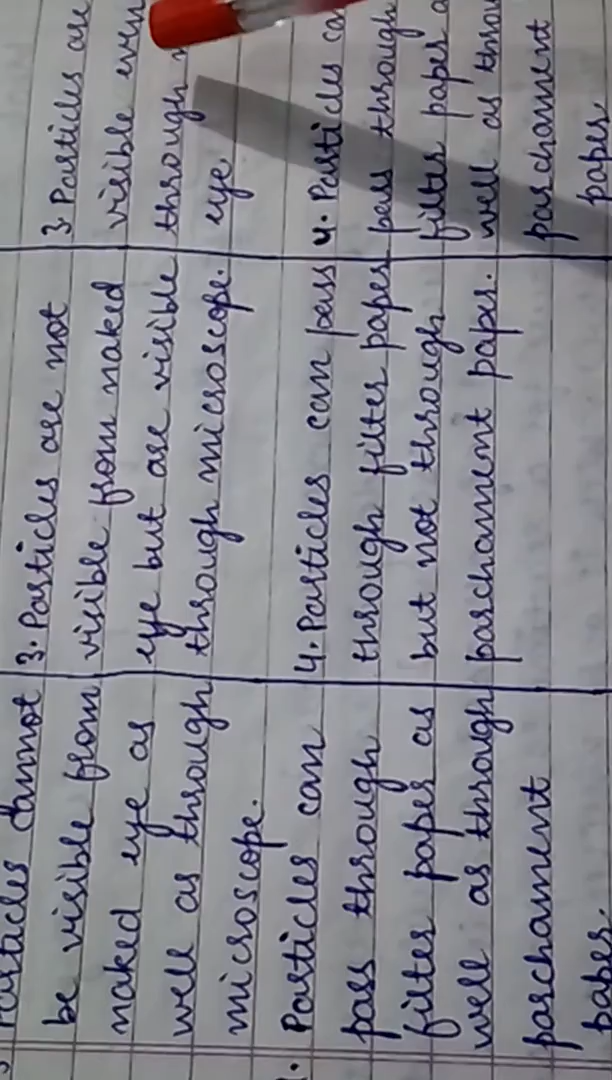 Particles cannot
be visible from
naked eye as
well as through
microscope.
Particles can
pass through
filter paper as
well as through
parchament
paper.
3. Particles are not
visible from naked
eye but are visible
through microscope.
4. Particles can pass
through filter paper
but not through
parchament paper.
3. Particles are
visible even
through
eye.
4. Particles
pass through
filter paper
well as
parchament
paper